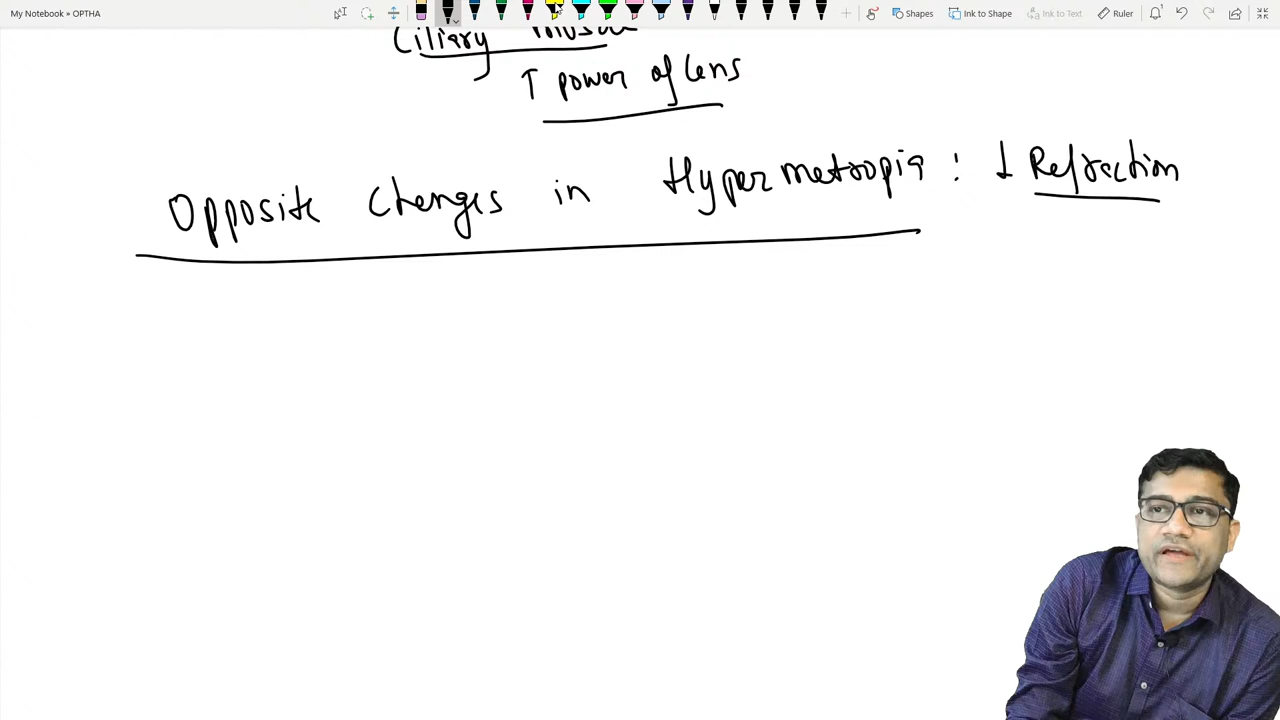 My Notebook » OPTHA
Shapes
Ink to Shape
Ink to Text
Ruler
Ciliary
↑ power of lens
Opposite Changes in Hypermetropia : ↓ Refraction